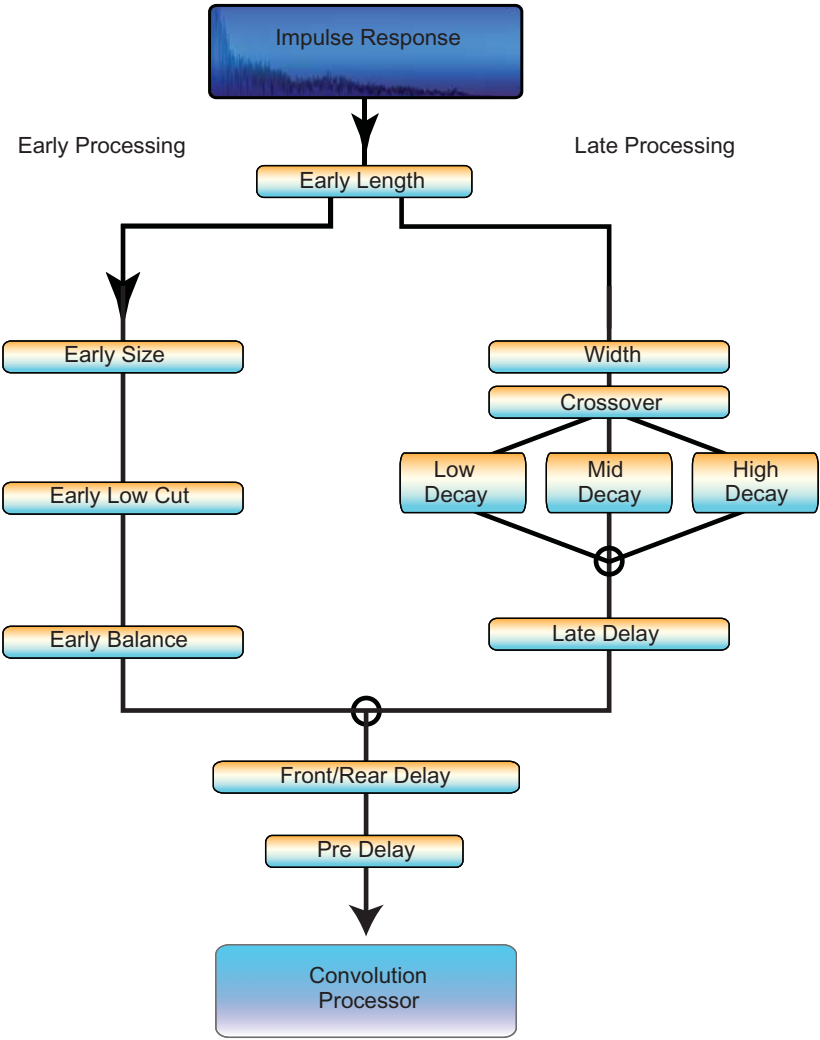 Impulse Response
Early Processing
Late Processing
Early Length
Early Size
Width
Crossover
Low
Decay
Mid
Decay
High
Decay
Early Low Cut
Early Balance
Late Delay
Front/Rear Delay
Pre Delay
Convolution
Processor